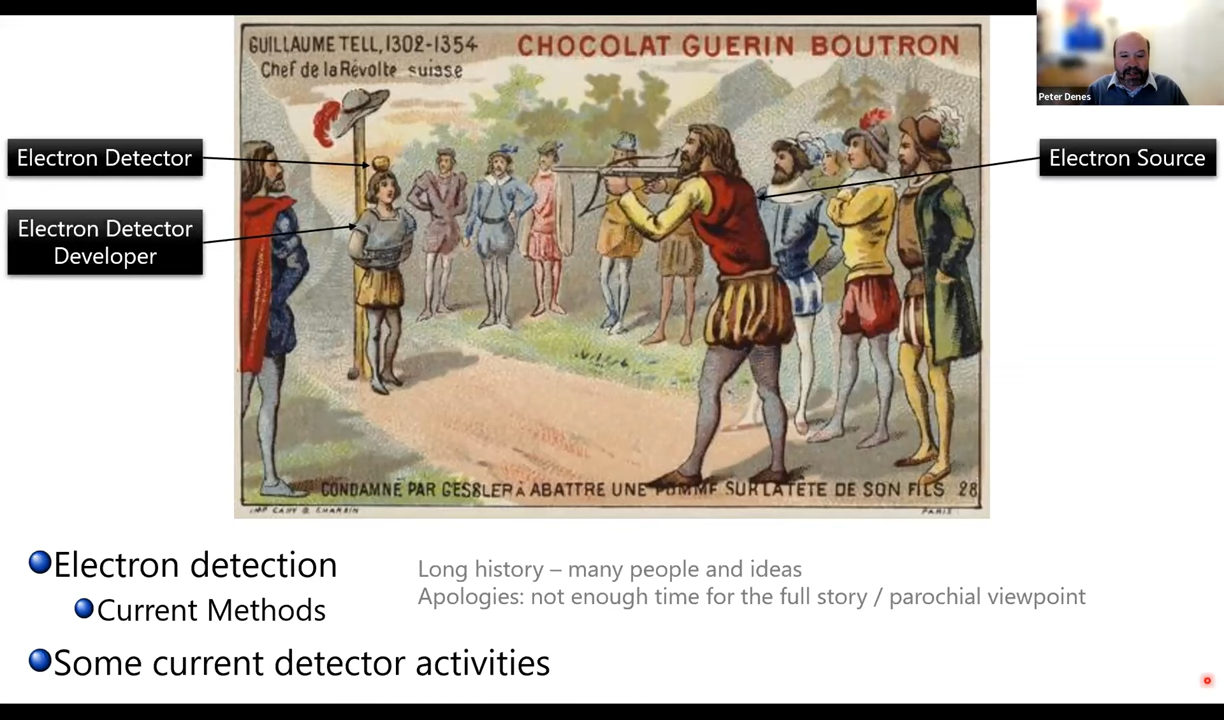 GUILLAUME TELL, 1302-1354
Chef de la Révolte suisse
CHOCOLAT GUERIN BOUTRON
Peter Denes
Electron Detector
Electron Source
Electron Detector
Developer
CONDAMNÉ PAR GESSLER À ABATTRE UNE POMME SUR LA TÊTE DE SON FILS 28
PARIS
Electron detection
Current Methods
Some current detector activities
Long history – many people and ideas
Apologies: not enough time for the full story / parochial viewpoint